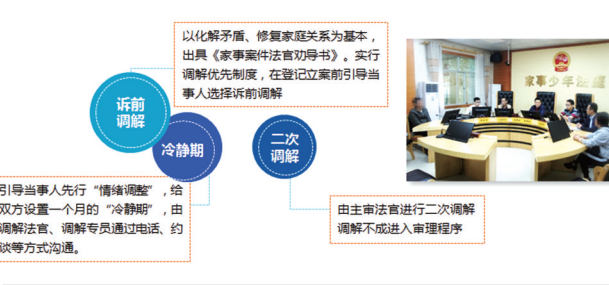 以化解矛盾、修复家庭关系为基本，
出具《家事案件法官劝导书》。实行
调解优先制度，在登记立案前引导当
事人选择诉前调解
诉前
调解
冷静期
二次
调解
家事少年法庭
引导当事人先行“情绪调整”，给
双方设置一个月的“冷静期”，由
调解法官、调解专员通过电话、约
谈等方式沟通。
由主审法官进行二次调解
调解不成进入审理程序